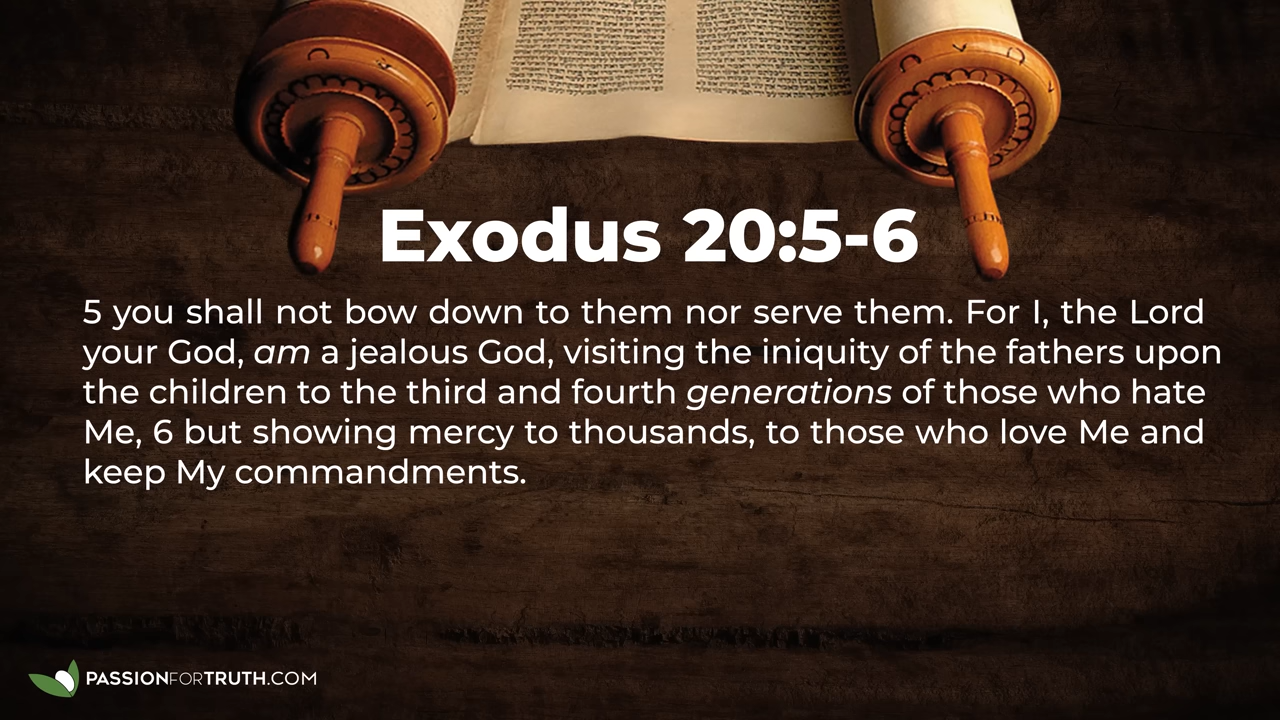 Exodus 20:5-6
5 you shall not bow down to them nor serve them. For I, the Lord
your God, am a jealous God, visiting the iniquity of the fathers upon
the children to the third and fourth generations of those who hate
Me, 6 but showing mercy to thousands, to those who love Me and
keep My commandments.
PASSIONFORTRUTH.COM